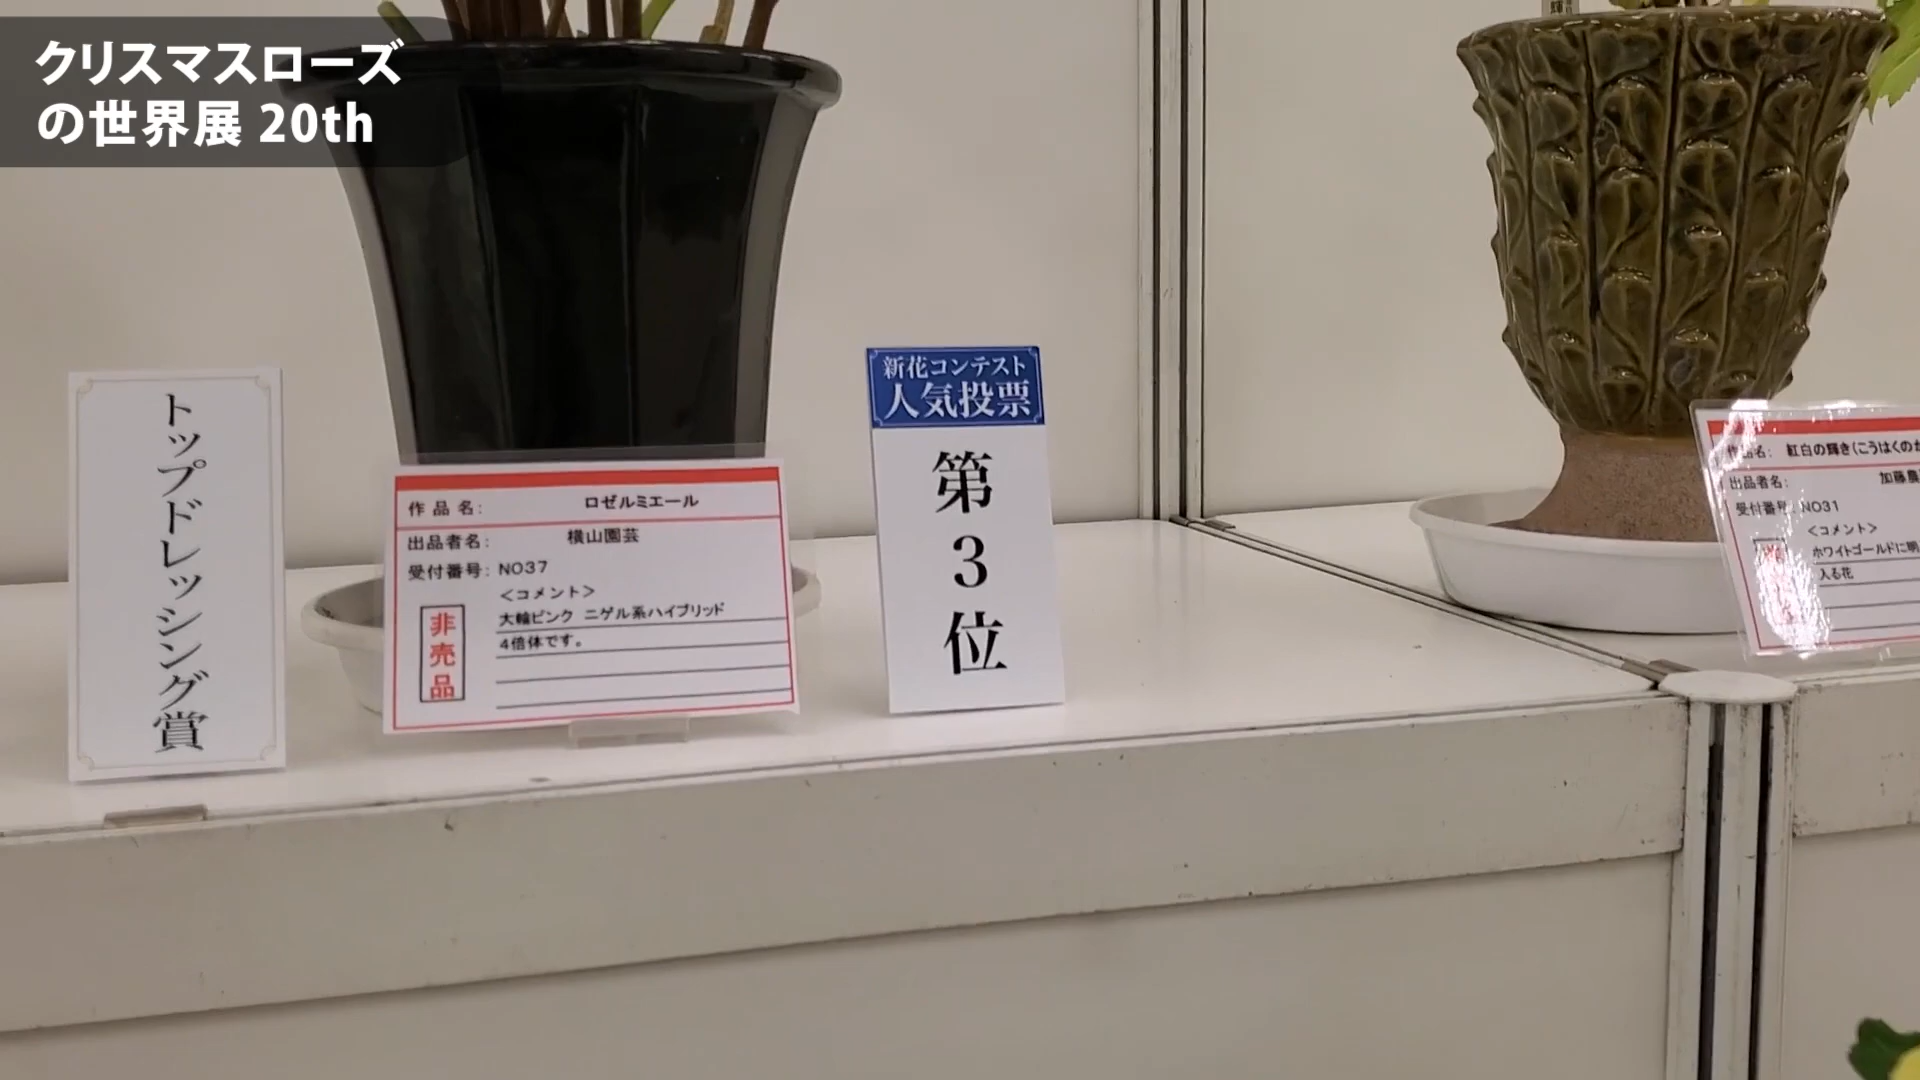 クリスマスローズ
の世界展 20th
トップドレッシング賞
作品名: ロゼルミエール
出品者名: 横山園芸
受付番号: NO37
<コメント>
大輪ピンク ニゲル系ハイブリッド
4倍体です。
非売品
新花コンテスト
人気投票
第3位
輝
作品名: 紅白の輝き(こうはくの
出品者名: 加藤農
受付番号: NO31
<コメント>
ホワイトゴールドに明
入る花